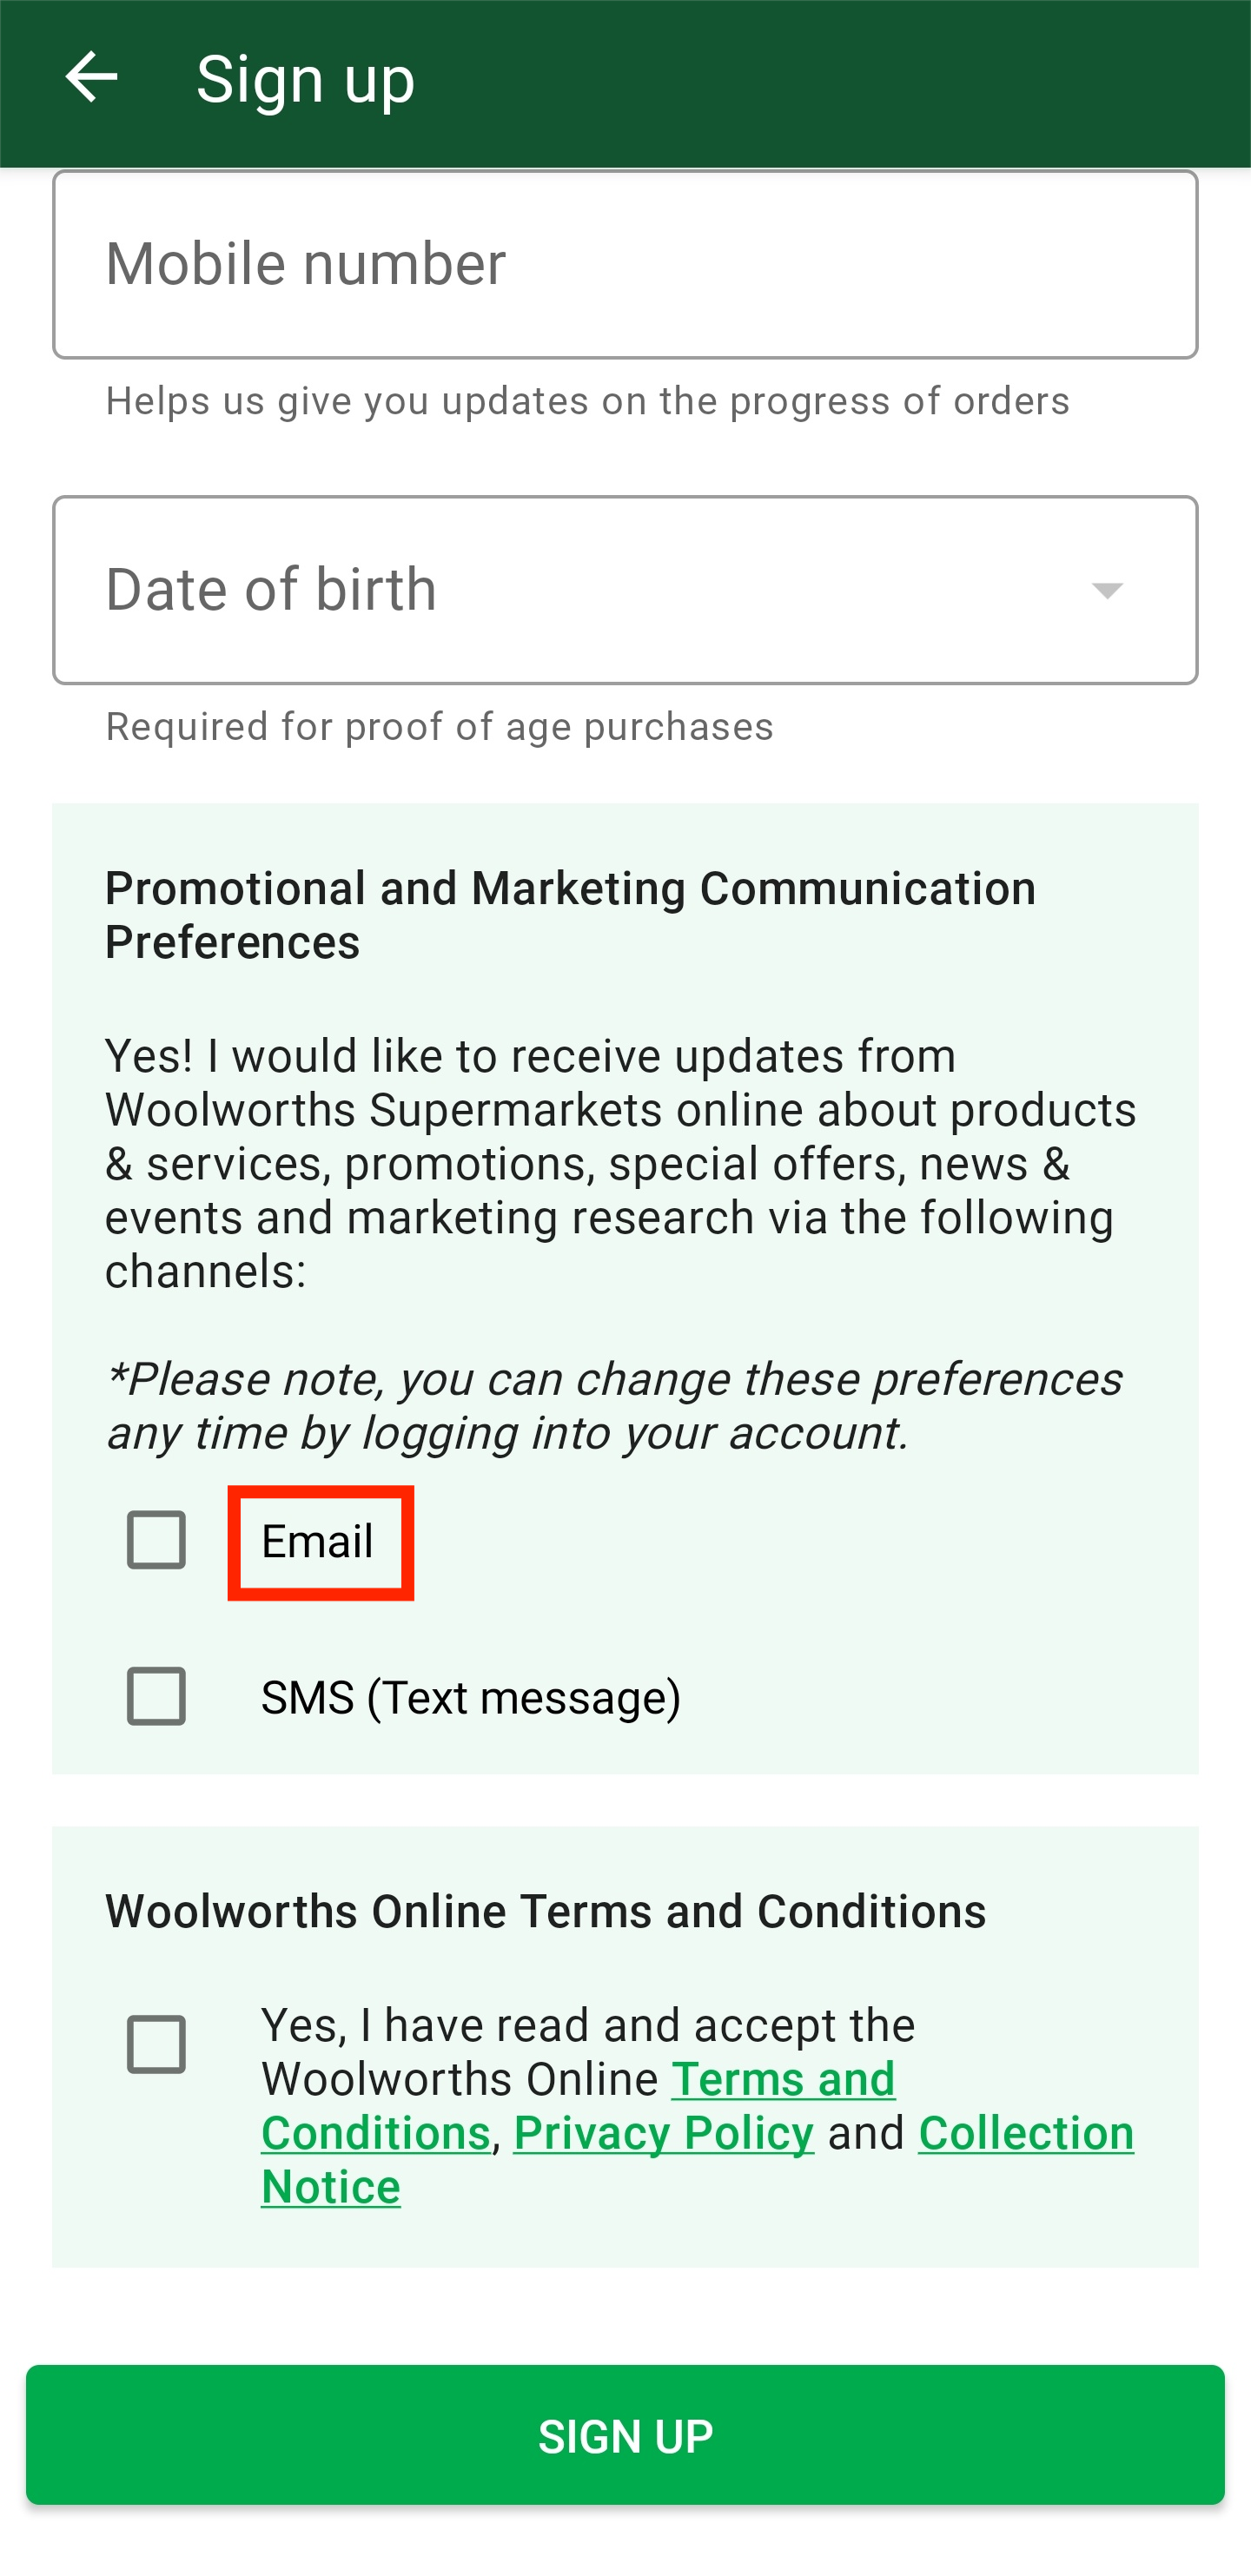 Sign up
Mobile number
Helps us give you updates on the progress of orders
Date of birth
Required for proof of age purchases
Promotional and Marketing Communication
Preferences
Yes! I would like to receive updates from
Woolworths Supermarkets online about products
& services, promotions, special offers, news &
events and marketing research via the following
channels:
*Please note, you can change these preferences
any time by logging into your account.
Email
SMS (Text message)
Woolworths Online Terms and Conditions
Yes, I have read and accept the
Woolworths Online Terms and
Conditions, Privacy Policy and Collection
Notice
SIGN UP